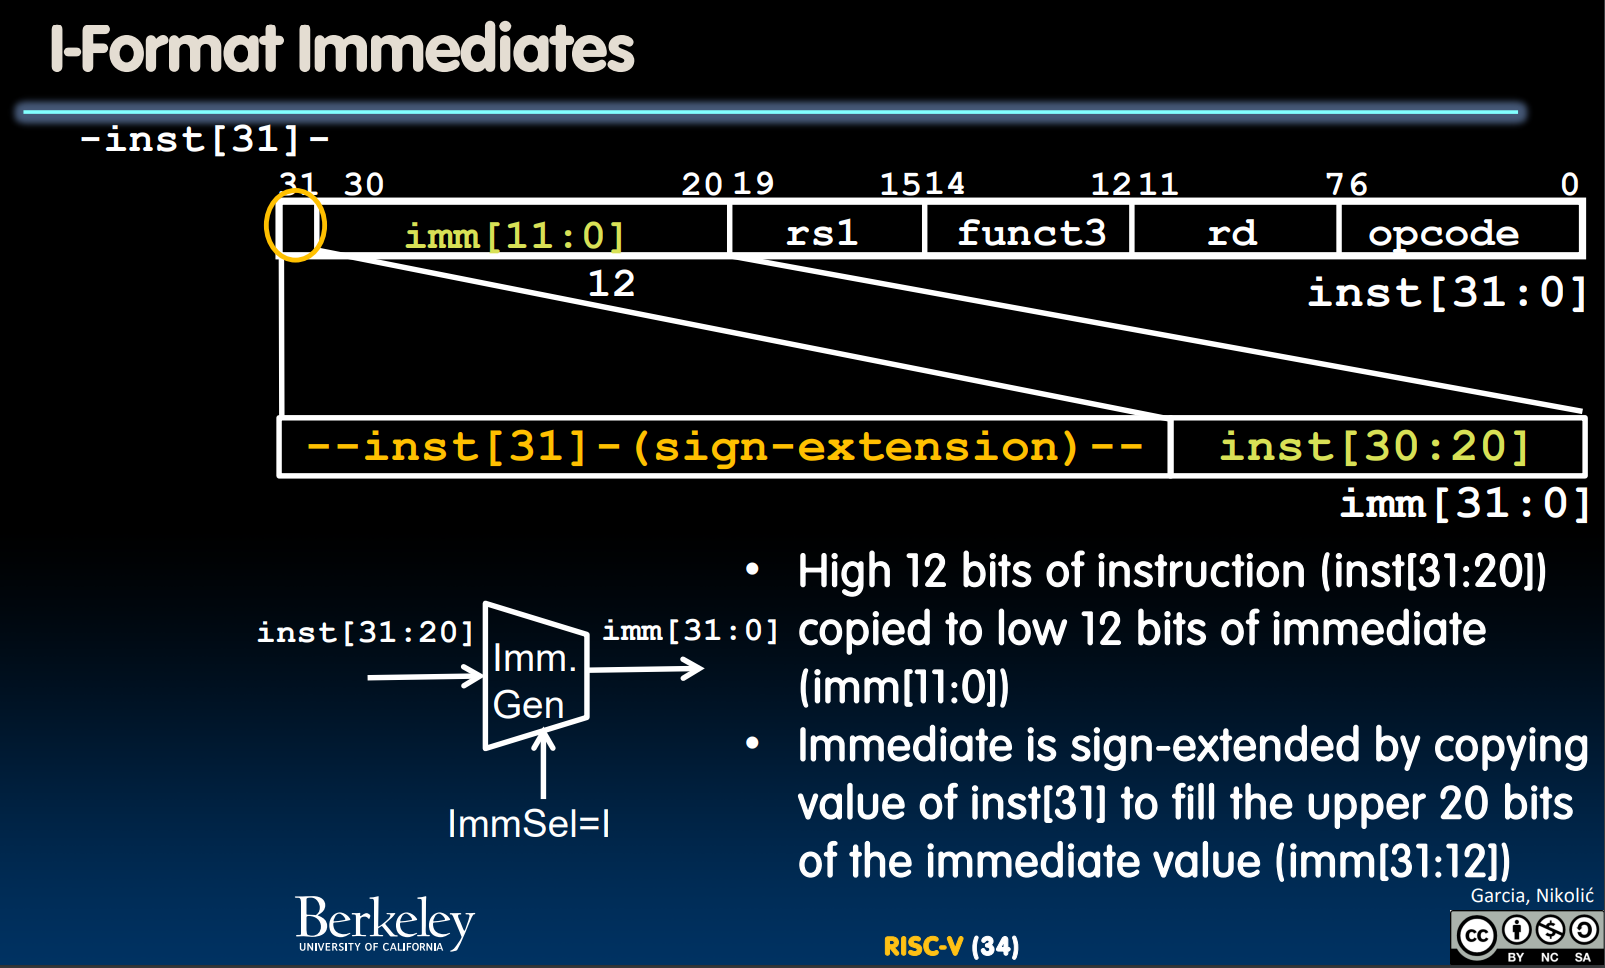 I-Format Immediates
-inst[31]-
31 30 20 19 15 14 12 11 7 6 0
imm[11:0] rs1 funct3 rd opcode
12
inst[31:0]
--inst[31]-(sign-extension)-- inst[30:20]
imm[31:0]
inst[31:20]
Imm.
Gen
imm[31:0]
ImmSel=I
• High 12 bits of instruction (inst[31:20])
copied to low 12 bits of immediate
(imm[11:0])
• Immediate is sign-extended by copying
value of inst[31] to fill the upper 20 bits
of the immediate value (imm[31:12])
Berkeley
UNIVERSITY OF CALIFORNIA
RISC-V (34)
Garcia, Nikolić
cc
BY NC SA